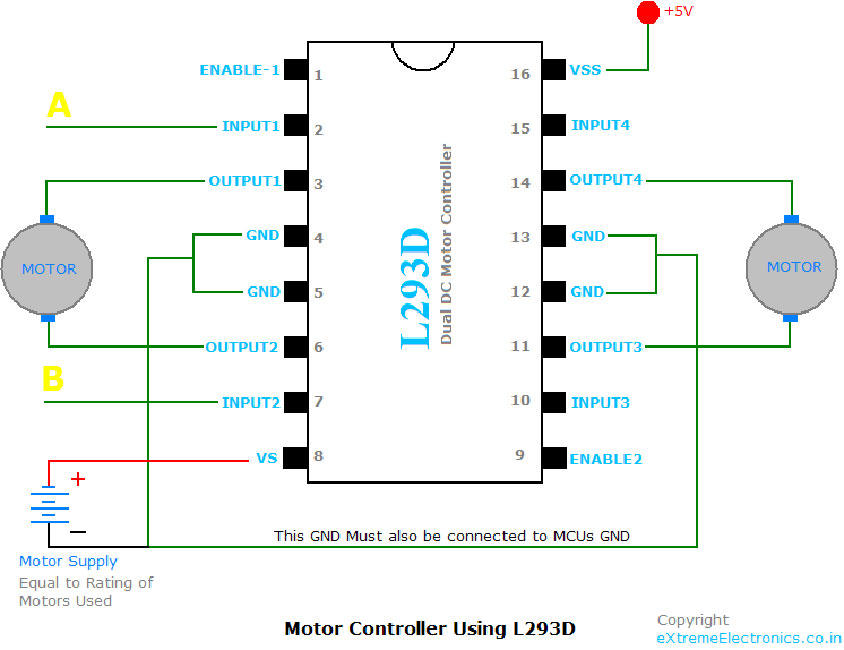 +5V
ENABLE-1
1
16
VSS
A
INPUT1
2
15
INPUT4
OUTPUT1
3
14
OUTPUT4
GND
4
13
GND
MOTOR
L293D
Dual DC Motor Controller
MOTOR
GND
5
12
GND
OUTPUT2
6
11
OUTPUT3
B
INPUT2
7
10
INPUT3
VS
8
9
ENABLE2
+
−
This GND Must also be connected to MCUs GND
Motor Supply
Equal to Rating of
Motors Used
Motor Controller Using L293D
Copyright
eXtremeElectronics.co.in